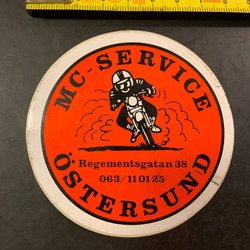 MC-SERVICE
Regementsgatan 38
063/110125
ÖSTERSUND